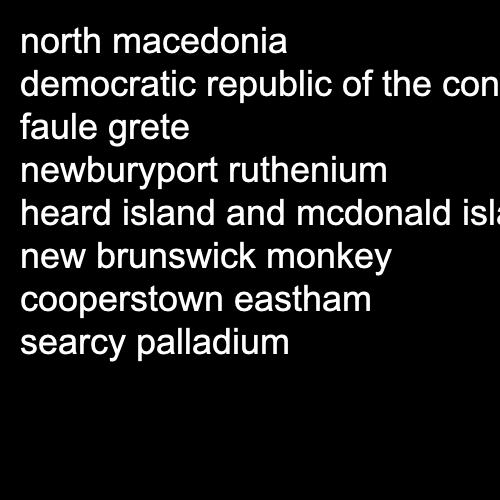 north macedonia
democratic republic of the con
faule grete
newburyport ruthenium
heard island and mcdonald isl
new brunswick monkey
cooperstown eastham
searcy palladium